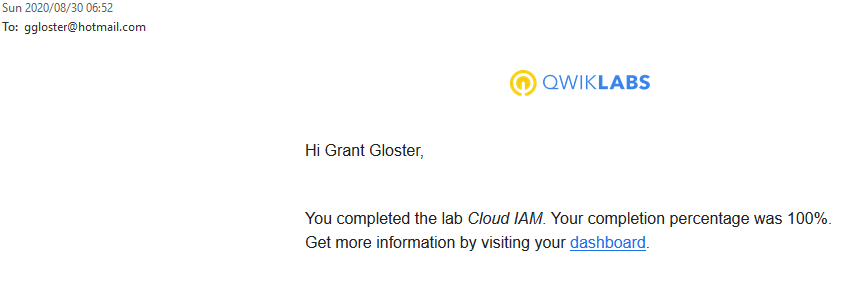 Sun 2020/08/30 06:52
To: ggloster@hotmail.com
QWIKLABS
Hi Grant Gloster,
You completed the lab Cloud IAM. Your completion percentage was 100%.
Get more information by visiting your dashboard.